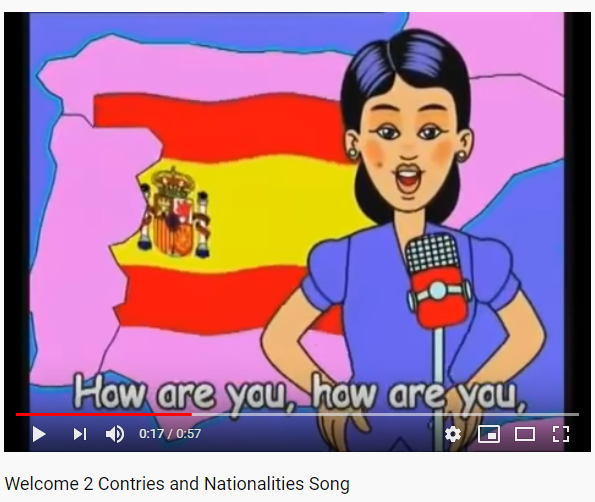 How are you, how are you,
0:17 / 0:57
Welcome 2 Contries and Nationalities Song